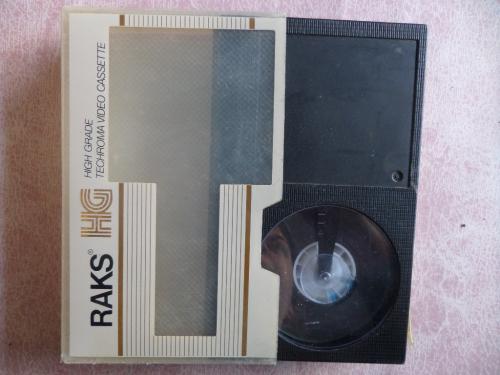 RAKS® HG
HIGH GRADE
TECHROMA VIDEO CASSETTE